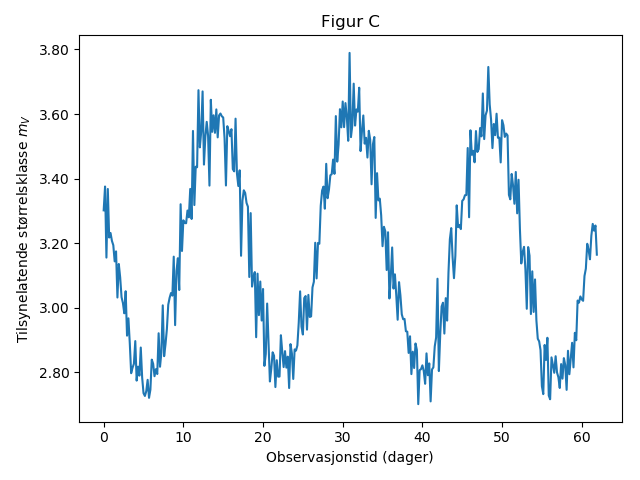 Figur C
Tilsynelatende størrelsklasse m_V
3.80
3.60
3.40
3.20
3.00
2.80
0 10 20 30 40 50 60
Observasjonstid (dager)